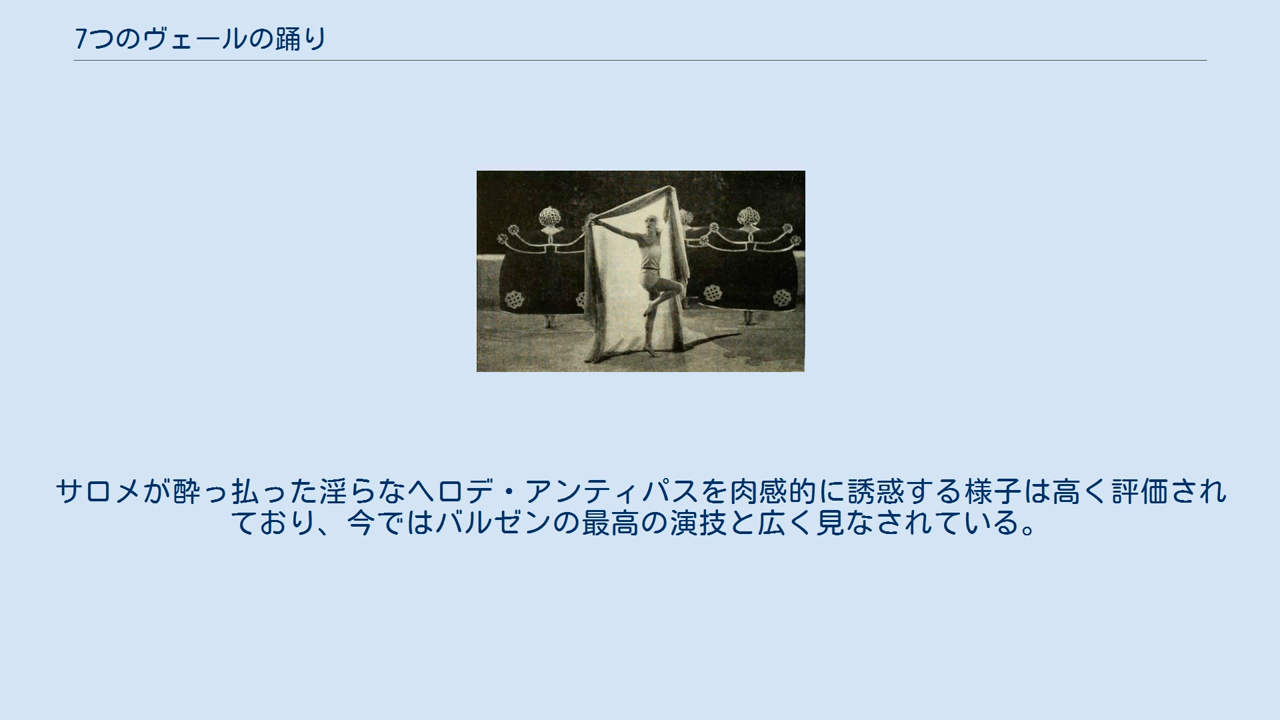 7つのヴェールの踊り
サロメが酔っ払った淫らなヘロデ・アンティパスを肉感的に誘惑する様子は高く評価され
ており、今ではバルゼンの最高の演技と広く見なされている。